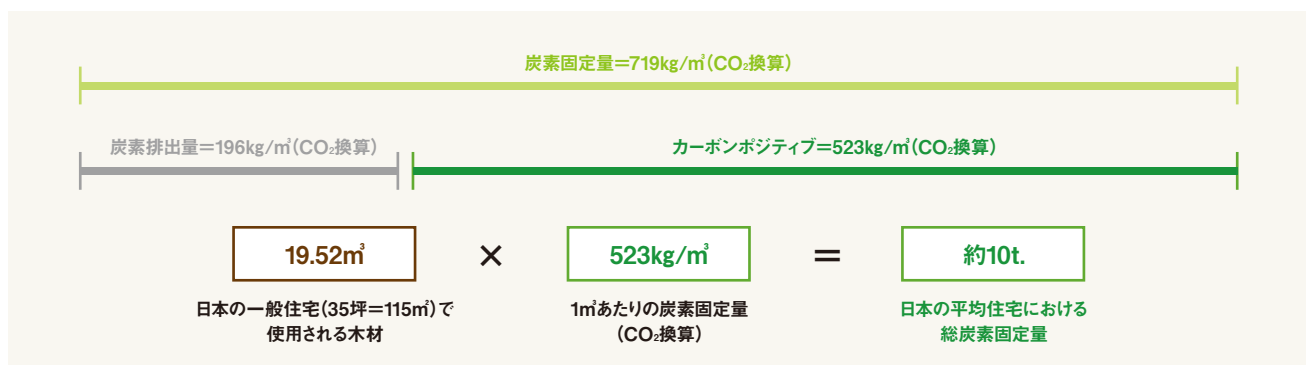 炭素固定量=719kg/㎥(CO₂換算)
炭素排出量=196kg/㎥(CO₂換算)
カーボンポジティブ=523kg/㎥(CO₂換算)
19.52㎥
×
523kg/㎥
=
約10t.
日本の一般住宅(35坪=115㎡)で
使用される木材
1㎥あたりの炭素固定量
(CO₂換算)
日本の平均住宅における
総炭素固定量